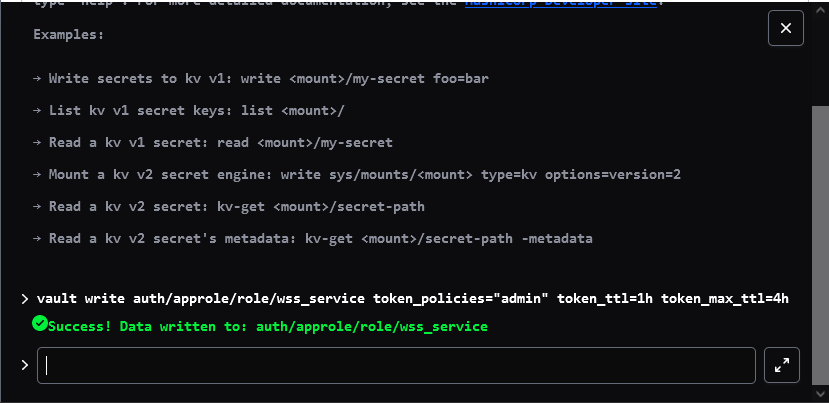 type 'help'. For more detailed documentation, see the HashiCorp Developer site.
Examples:
→ Write secrets to kv v1: write <mount>/my-secret foo=bar
→ List kv v1 secret keys: list <mount>/
→ Read a kv v1 secret: read <mount>/my-secret
→ Mount a kv v2 secret engine: write sys/mounts/<mount> type=kv options=version=2
→ Read a kv v2 secret: kv-get <mount>/secret-path
→ Read a kv v2 secret's metadata: kv-get <mount>/secret-path -metadata
> vault write auth/approle/role/wss_service token_policies="admin" token_ttl=1h token_max_ttl=4h
Success! Data written to: auth/approle/role/wss_service
>